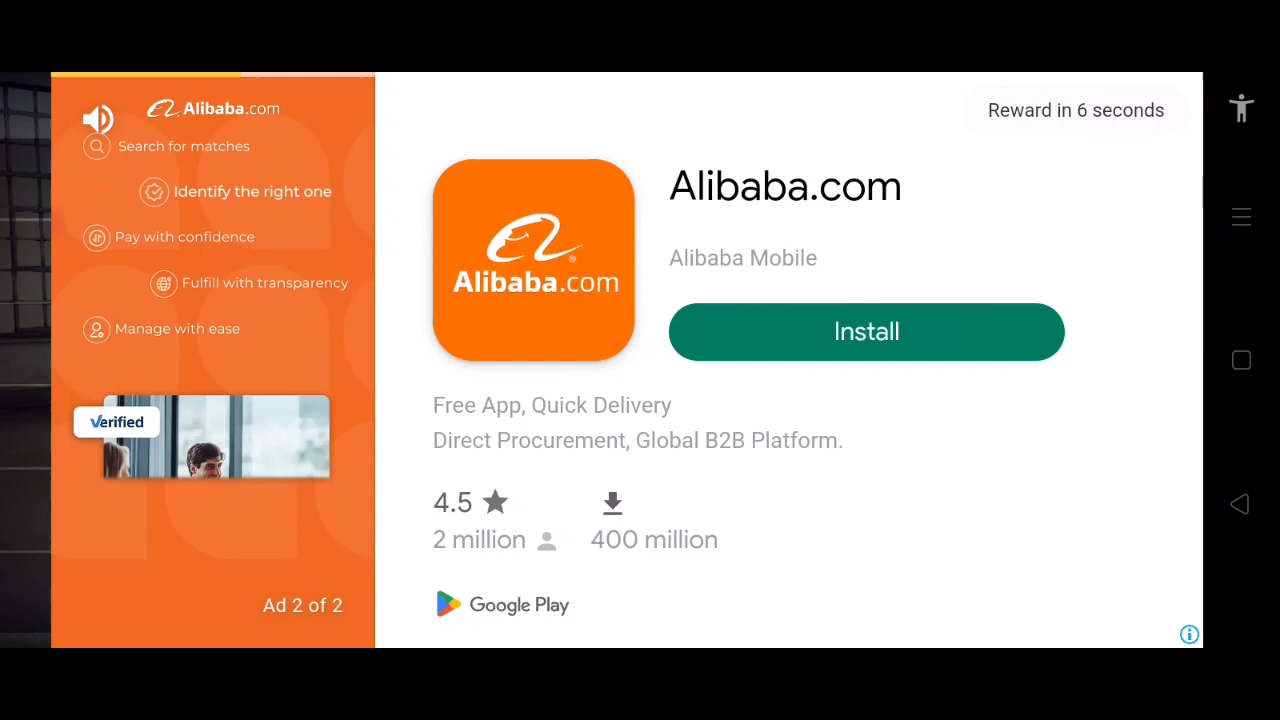 Alibaba.com
Search for matches
Identify the right one
Pay with confidence
Fulfill with transparency
Manage with ease
Verified
Ad 2 of 2
Reward in 6 seconds
Alibaba.com
Alibaba.com
Alibaba Mobile
Install
Free App, Quick Delivery
Direct Procurement, Global B2B Platform.
4.5
2 million
400 million
Google Play